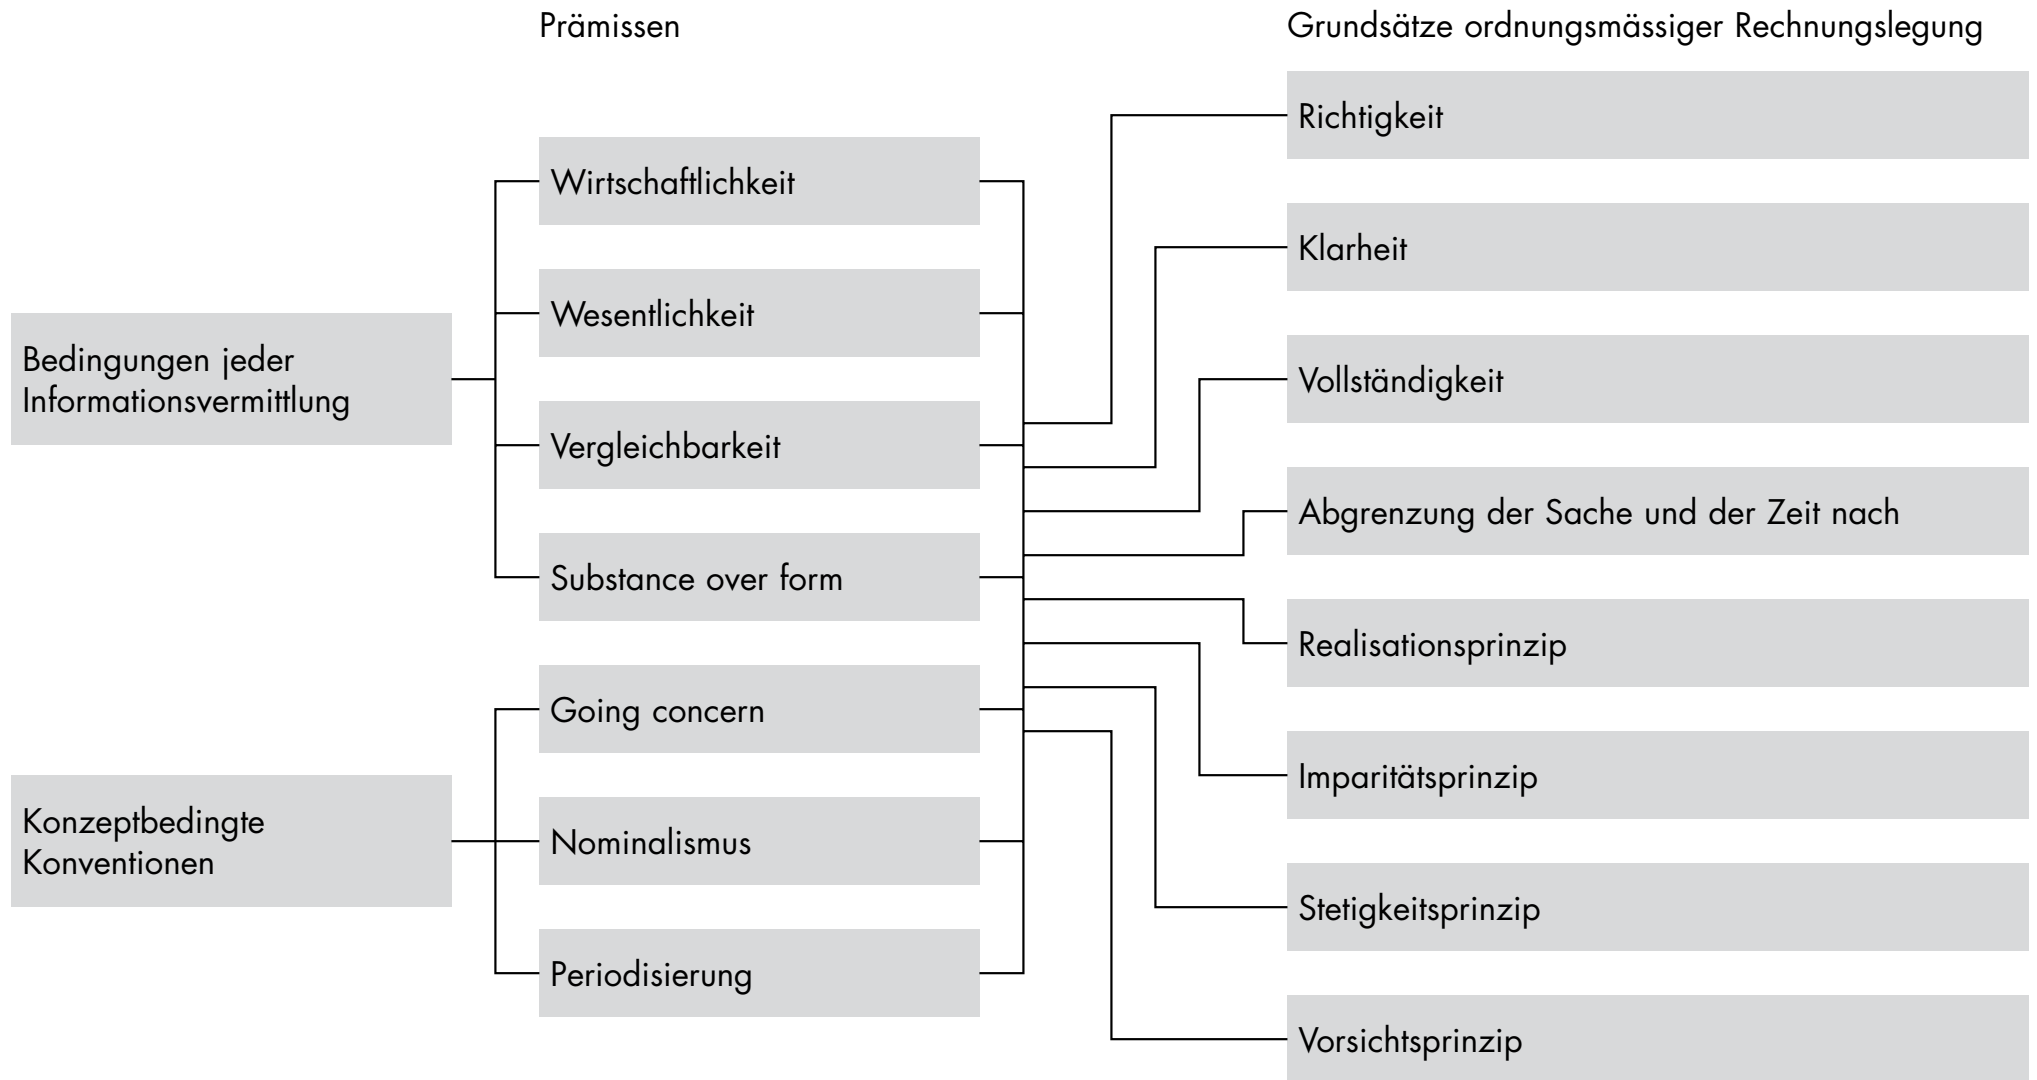 Prämissen
Grundsätze ordnungsmässiger Rechnungslegung
Bedingungen jeder
Informationsvermittlung
Konzeptbedingte
Konventionen
Wirtschaftlichkeit
Wesentlichkeit
Vergleichbarkeit
Substance over form
Going concern
Nominalismus
Periodisierung
Richtigkeit
Klarheit
Vollständigkeit
Abgrenzung der Sache und der Zeit nach
Realisationsprinzip
Imparitätsprinzip
Stetigkeitsprinzip
Vorsichtsprinzip